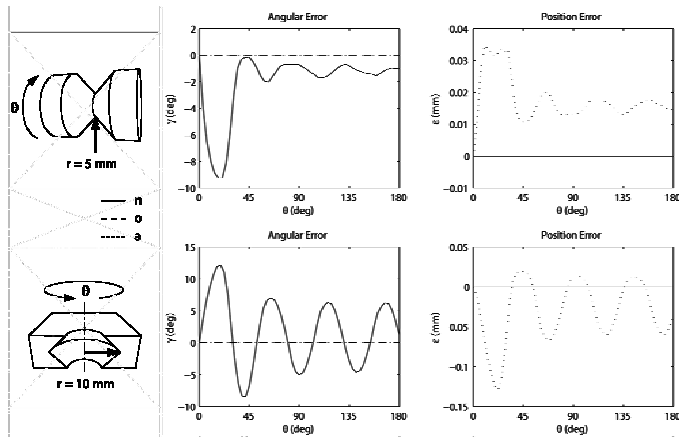 θ
r = 5 mm
n
o
a
θ
r = 10 mm
Angular Error
2
0
−2
−4
−6
−8
−10
γ (deg)
0 45 90 135 180
θ (deg)
Position Error
0.04
0.03
0.02
0.01
0
−0.01
ε (mm)
0 45 90 135 180
θ (deg)
Angular Error
15
10
5
0
−5
−10
γ (deg)
0 45 90 135 180
θ (deg)
Position Error
0.05
0
−0.05
−0.1
−0.15
ε (mm)
0 45 90 135 180
θ (deg)